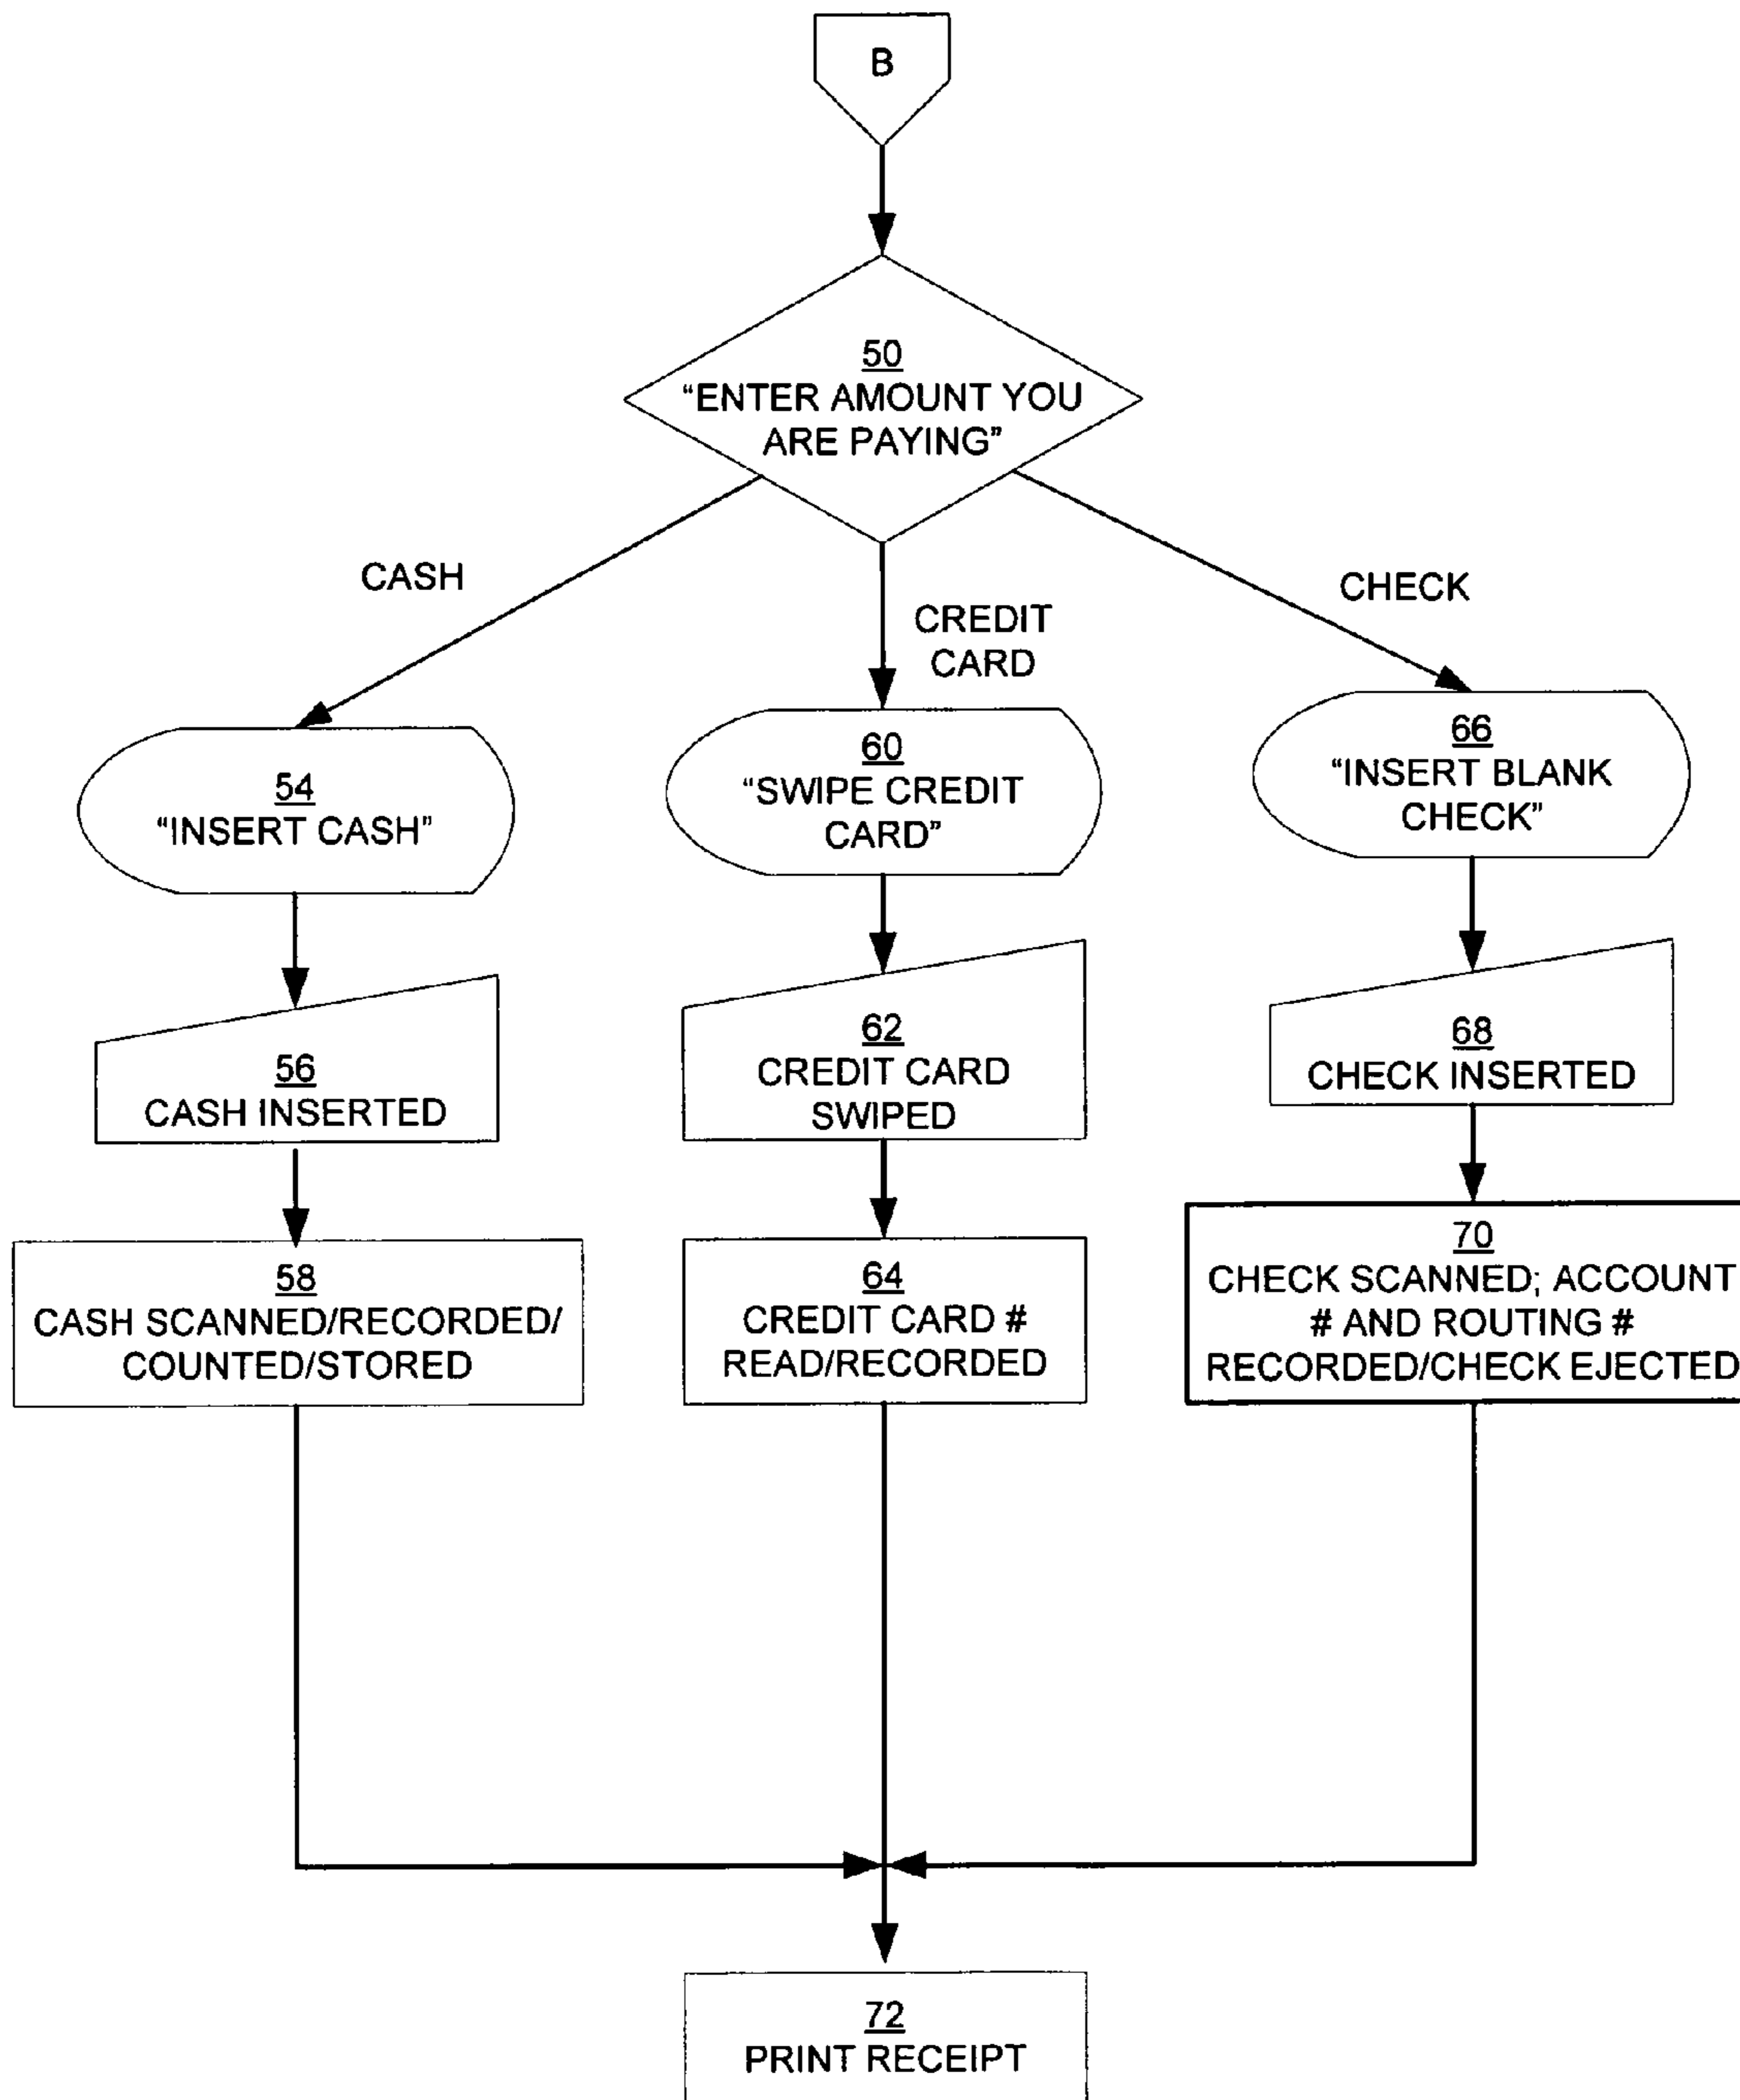 B
50
“ENTER AMOUNT YOU
ARE PAYING”
CASH
CREDIT
CARD
CHECK
54
“INSERT CASH”
60
“SWIPE CREDIT
CARD”
66
“INSERT BLANK
CHECK”
56
CASH INSERTED
62
CREDIT CARD
SWIPED
68
CHECK INSERTED
58
CASH SCANNED/RECORDED/
COUNTED/STORED
64
CREDIT CARD #
READ/RECORDED
70
CHECK SCANNED; ACCOUNT
# AND ROUTING #
RECORDED/CHECK EJECTED
72
PRINT RECEIPT